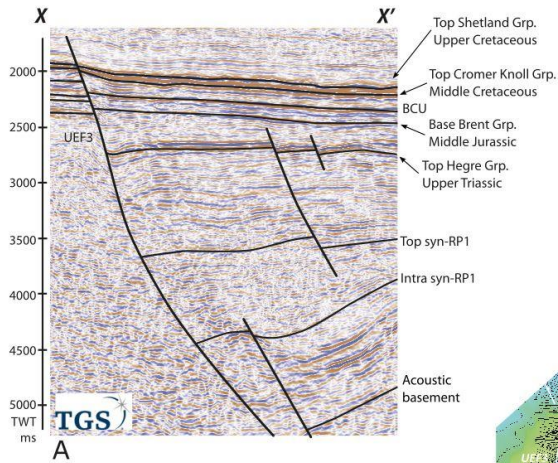 X
X'
2000
2500
3000
3500
4000
4500
5000
TWT
ms
UEF3
Top Shetland Grp.
Upper Cretaceous
Top Cromer Knoll Grp.
Middle Cretaceous
BCU
Base Brent Grp.
Middle Jurassic
Top Hegre Grp.
Upper Triassic
Top syn-RP1
Intra syn-RP1
Acoustic
basement
TGS
A
UEF3